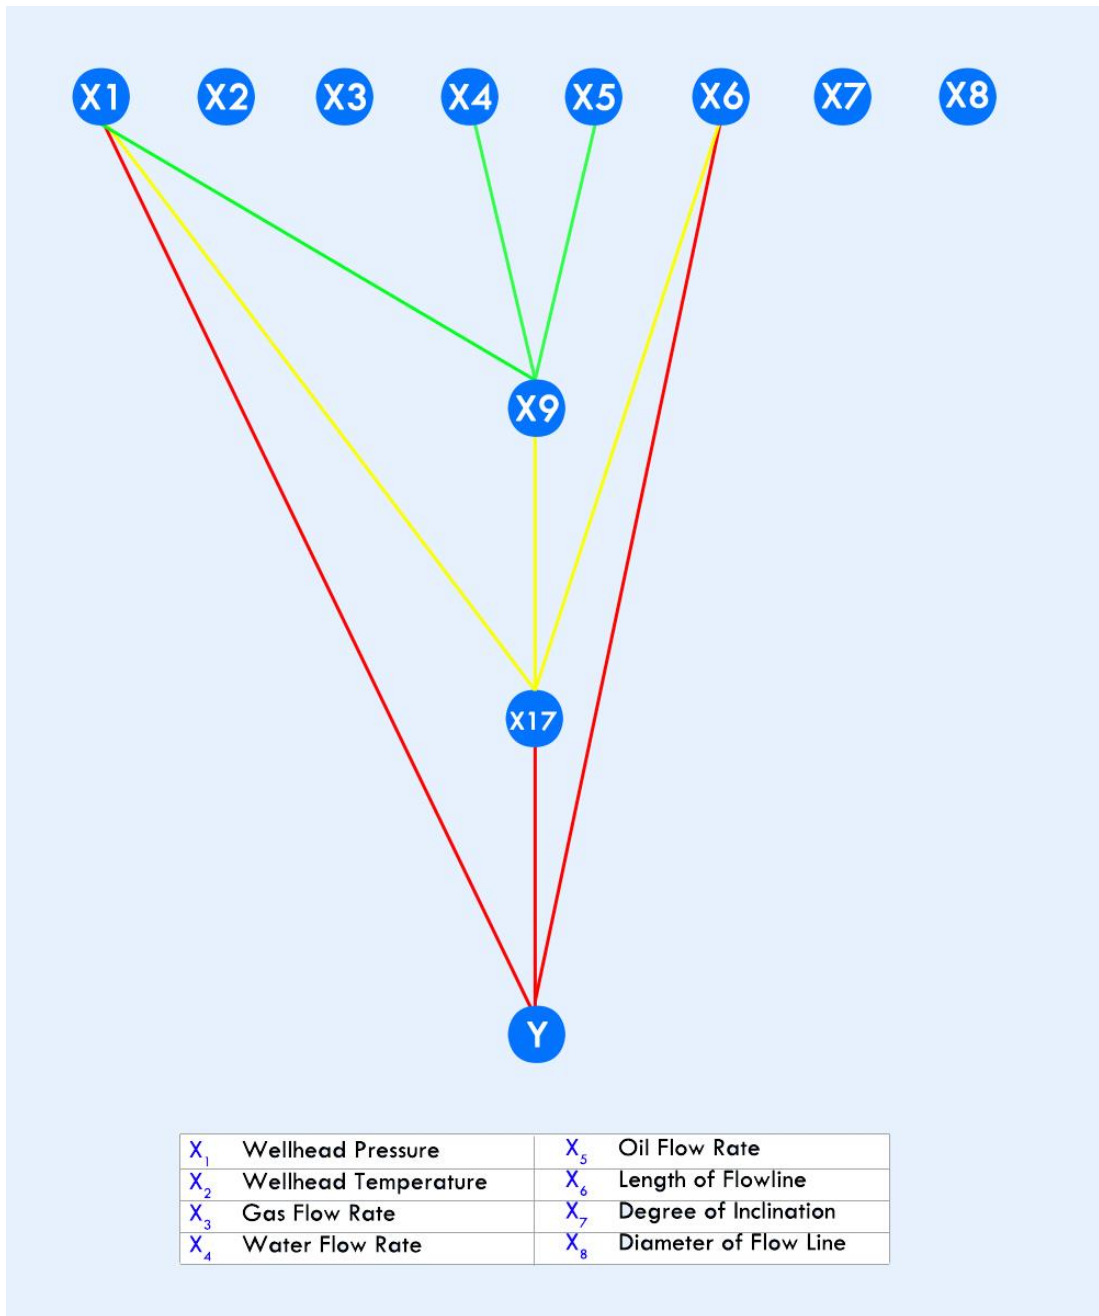 X1 X2 X3 X4 X5 X6 X7 X8
X9
X17
Y
X₁ Wellhead Pressure X₅ Oil Flow Rate
X₂ Wellhead Temperature X₆ Length of Flowline
X₃ Gas Flow Rate X₇ Degree of Inclination
X₄ Water Flow Rate X₈ Diameter of Flow Line